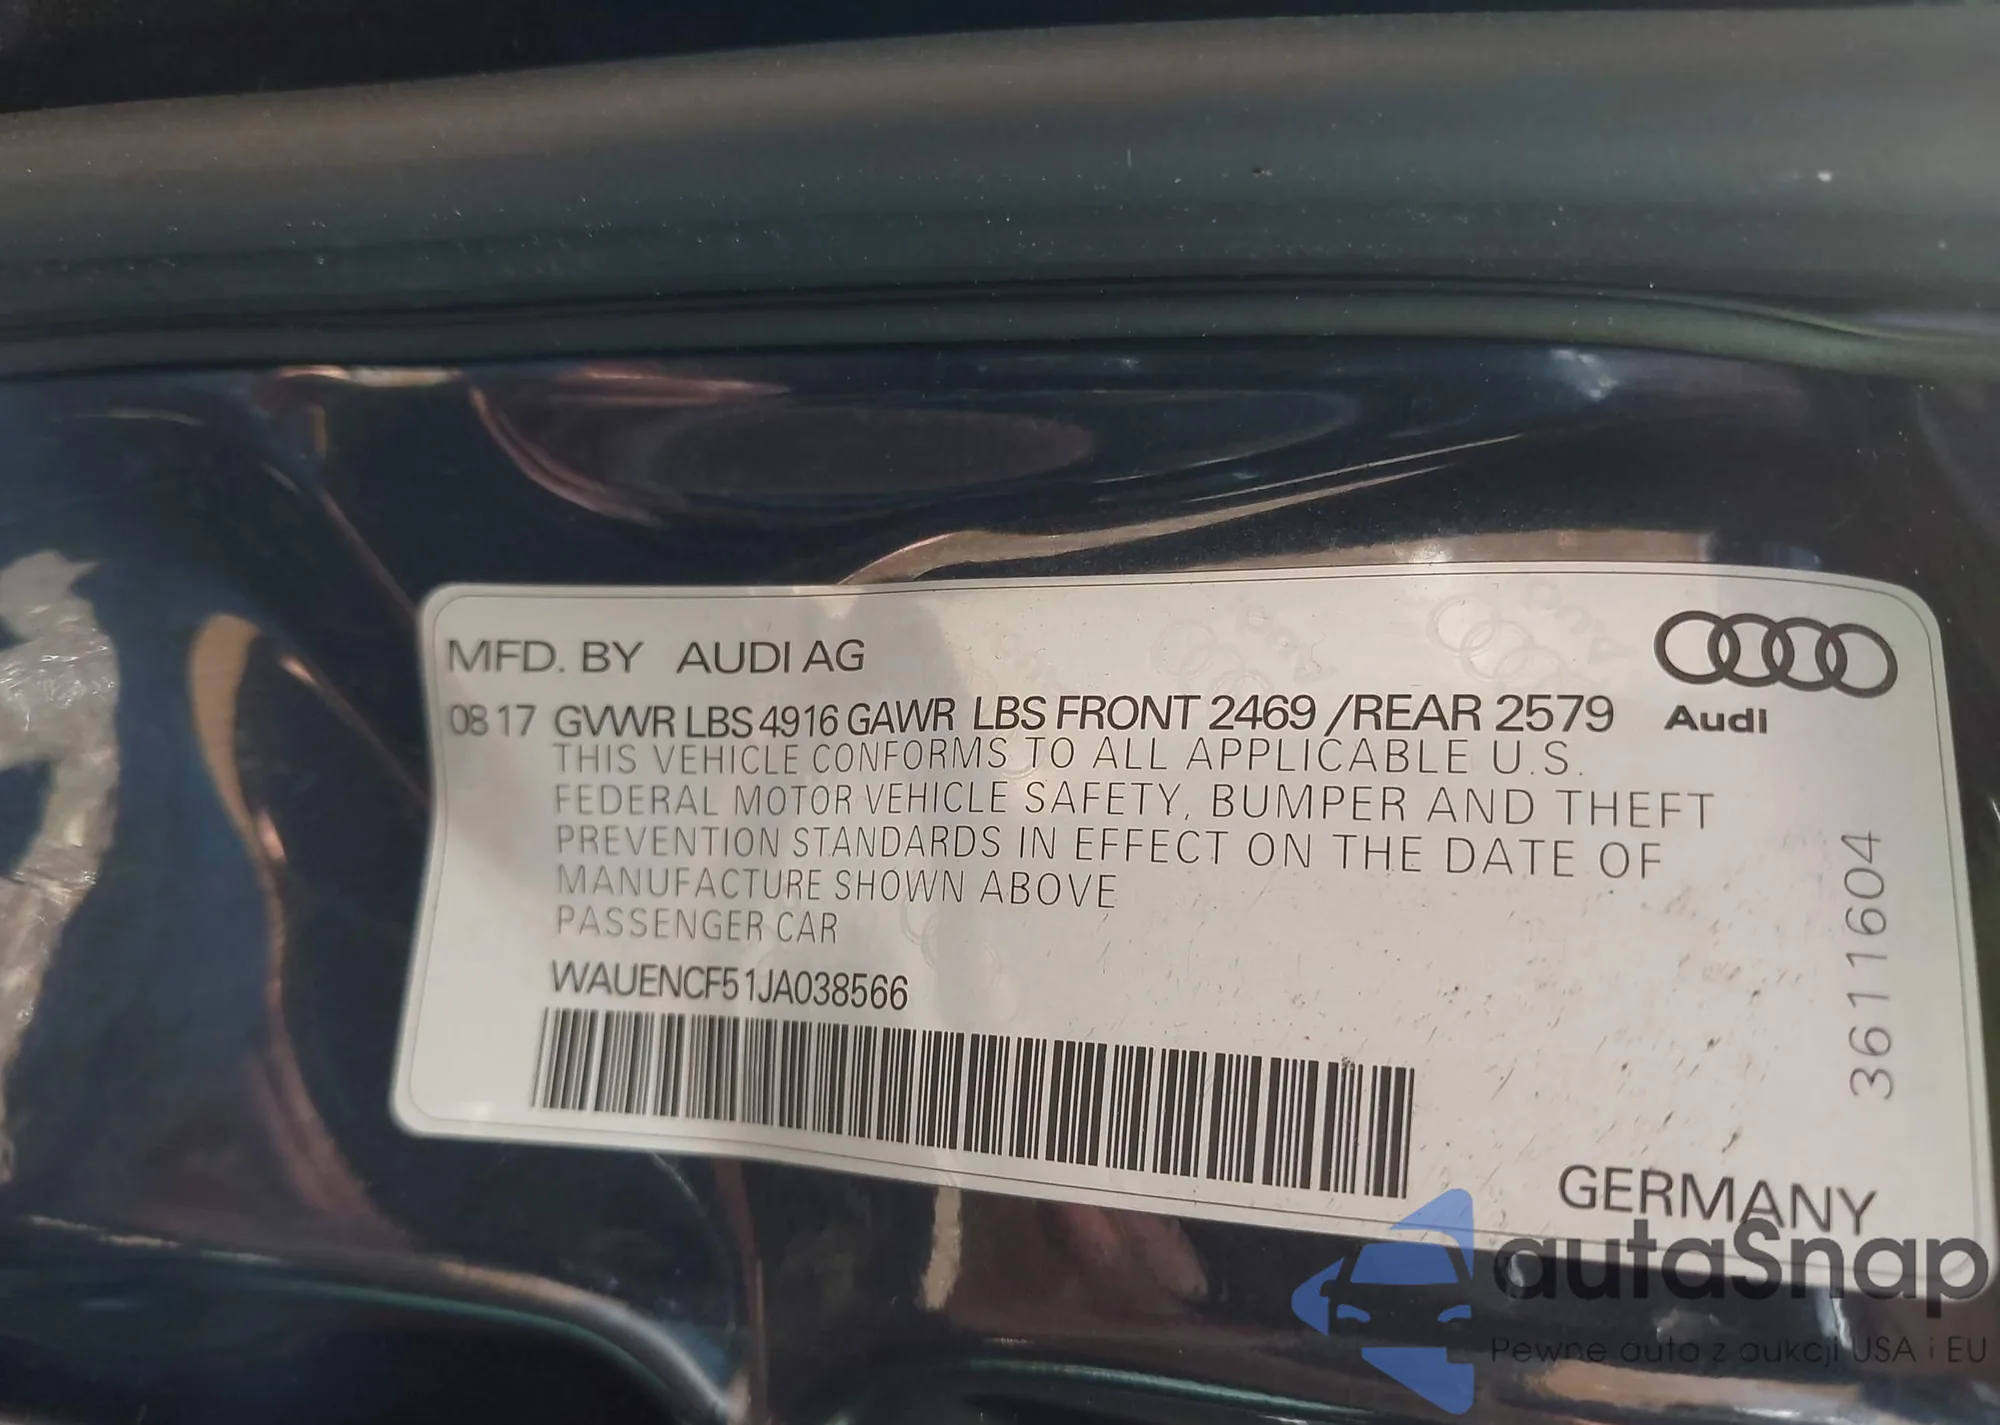 MFD. BY AUDI AG
08 17 GVWR LBS 4916 GAWR LBS FRONT 2469 /REAR 2579
Audi
THIS VEHICLE CONFORMS TO ALL APPLICABLE U.S.
FEDERAL MOTOR VEHICLE SAFETY, BUMPER AND THEFT
PREVENTION STANDARDS IN EFFECT ON THE DATE OF
MANUFACTURE SHOWN ABOVE
PASSENGER CAR
WAUENCF51JA038566
3611604
GERMANY
autaSnap
Pewne auta z aukcji USA i EU